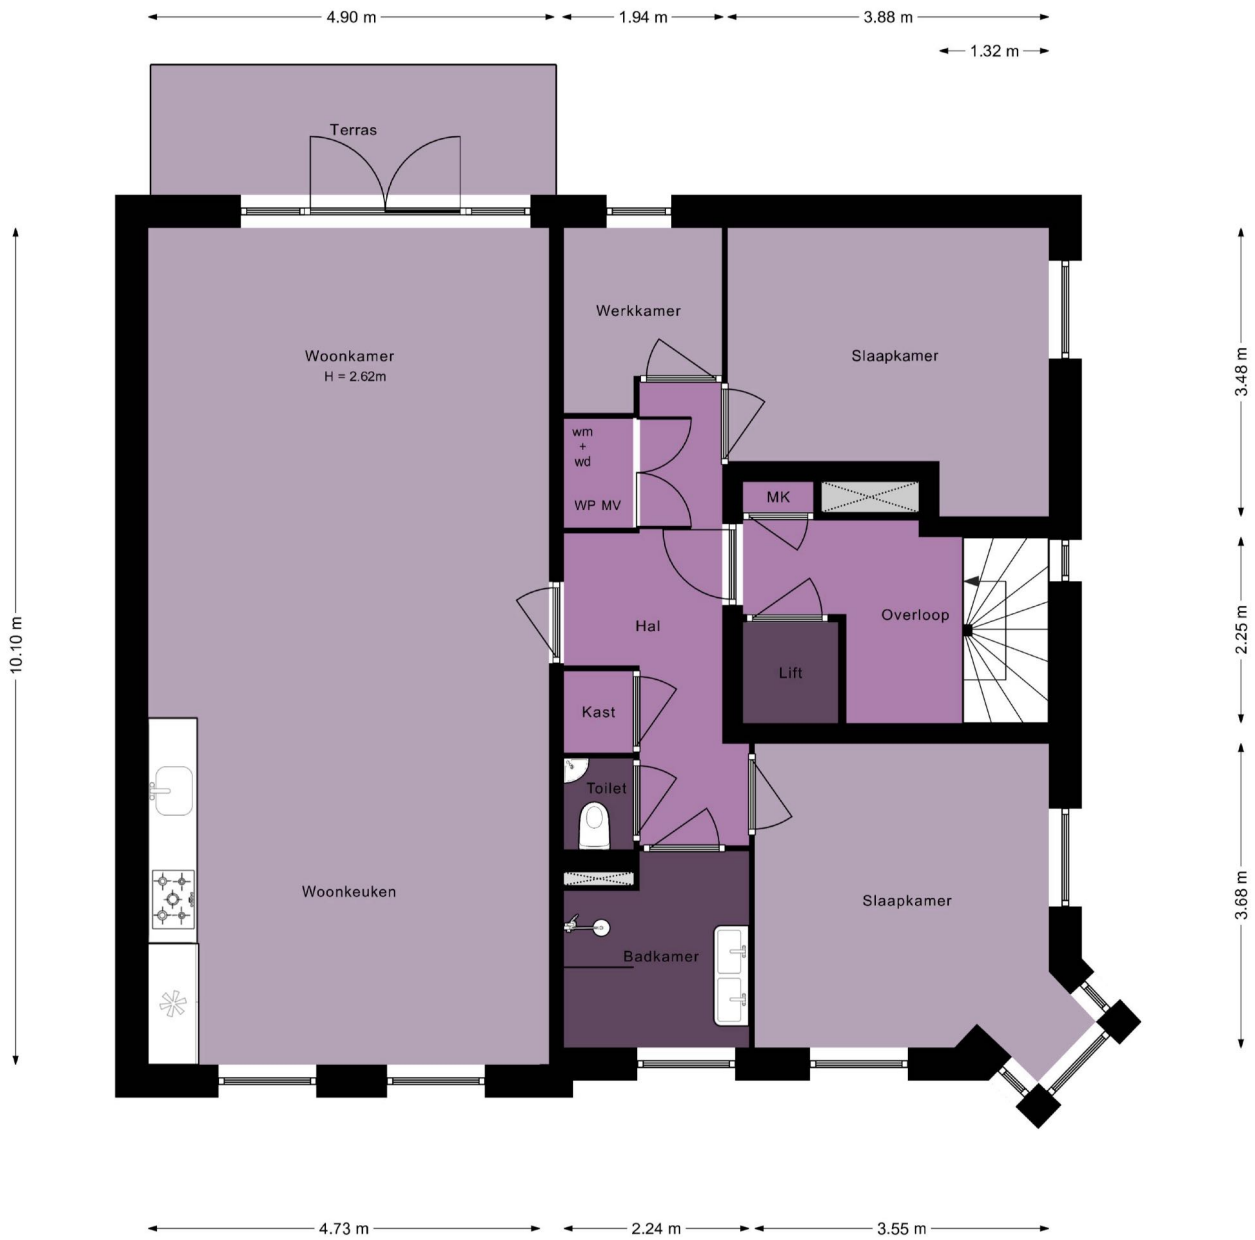 4.90 m
1.94 m
3.88 m
1.32 m
Terras
Werkkamer
Woonkamer
H = 2.62m
Slaapkamer
3.48 m
wm
+
wd
WP MV
MK
10.10 m
Hal
Overloop
2.25 m
Lift
Kast
Toilet
Woonkeuken
Slaapkamer
3.68 m
Badkamer
4.73 m
2.24 m
3.55 m